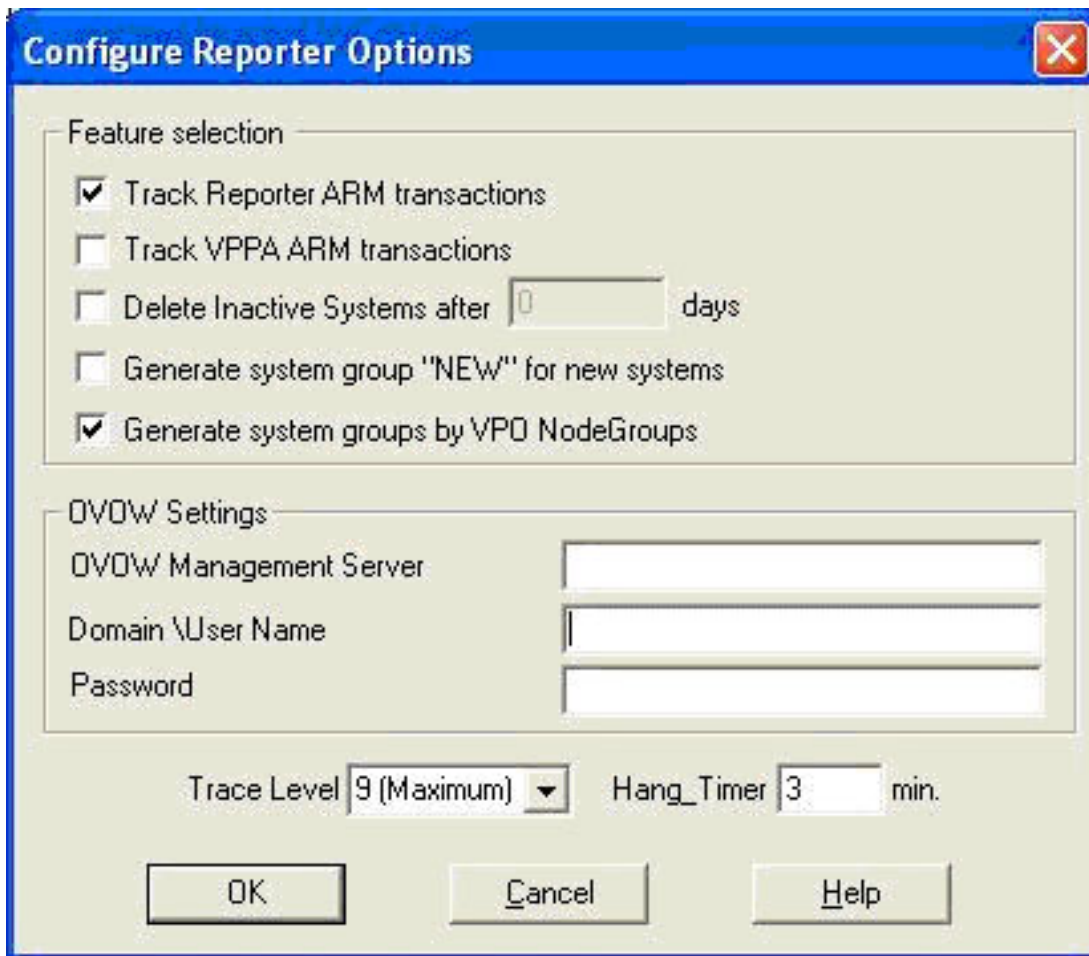 Configure Reporter Options
Feature selection
Track Reporter ARM transactions
Track VPPA ARM transactions
Delete Inactive Systems after 0 days
Generate system group "NEW" for new systems
Generate system groups by VPO NodeGroups
OVOW Settings
OVOW Management Server
Domain \User Name
Password
Trace Level 9 (Maximum) Hang_Timer 3 min.
OK Cancel Help